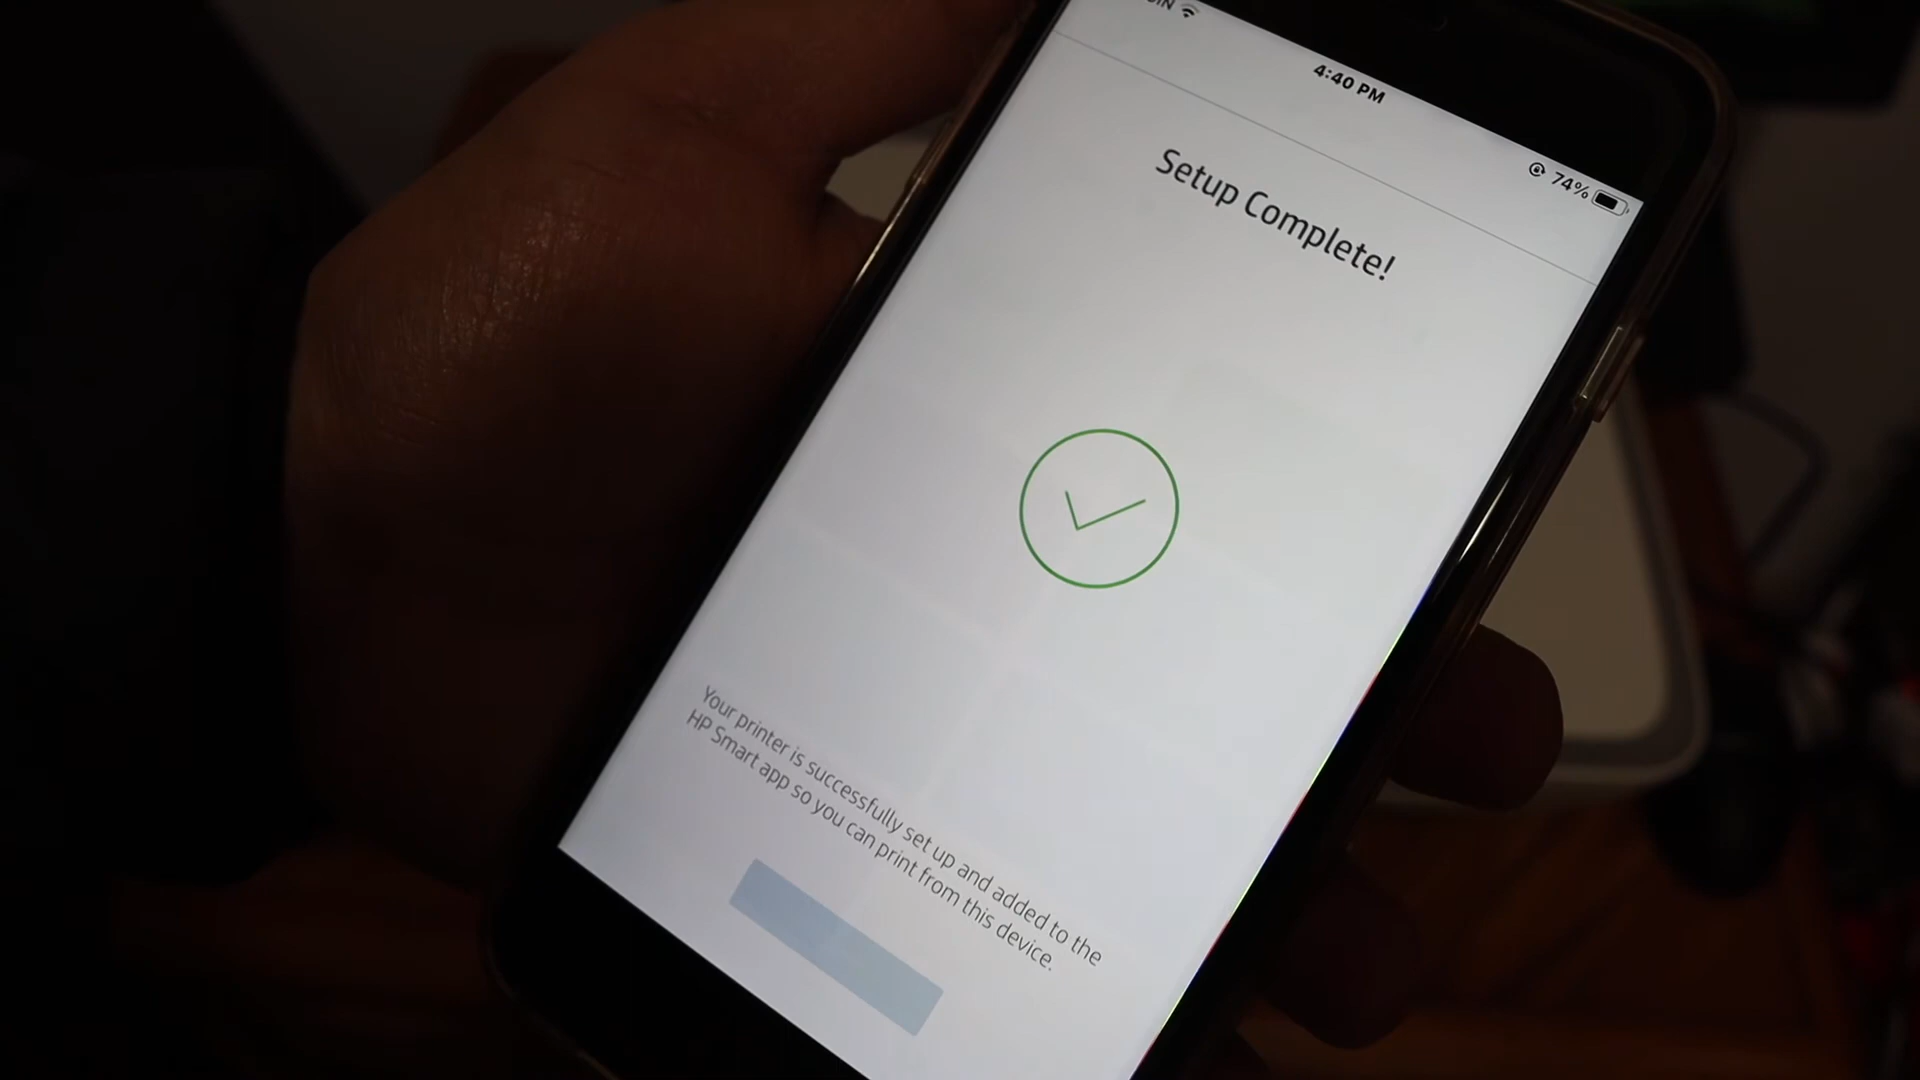 4:40 PM
74%
Setup Complete!
Your printer is successfully set up and added to the
HP Smart app so you can print from this device.